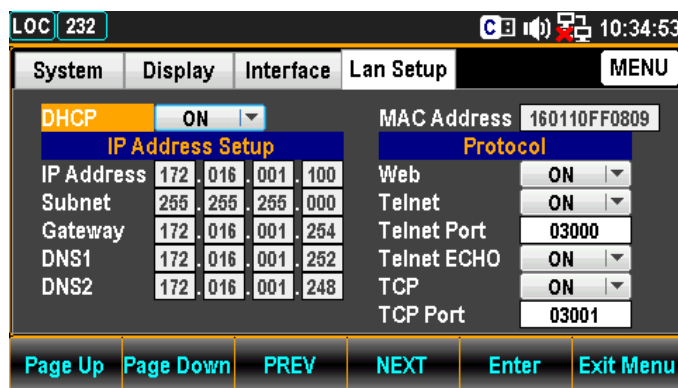 LOC 232 C 10:34:53
System Display Interface Lan Setup MENU
DHCP ON MAC Address 160110FF0809
IP Address Setup Protocol
IP Address 172 . 016 . 001 . 100 Web ON
Subnet 255 . 255 . 255 . 000 Telnet ON
Gateway 172 . 016 . 001 . 254 Telnet Port 03000
DNS1 172 . 016 . 001 . 252 Telnet ECHO ON
DNS2 172 . 016 . 001 . 248 TCP ON
TCP Port 03001
Page Up Page Down PREV NEXT Enter Exit Menu